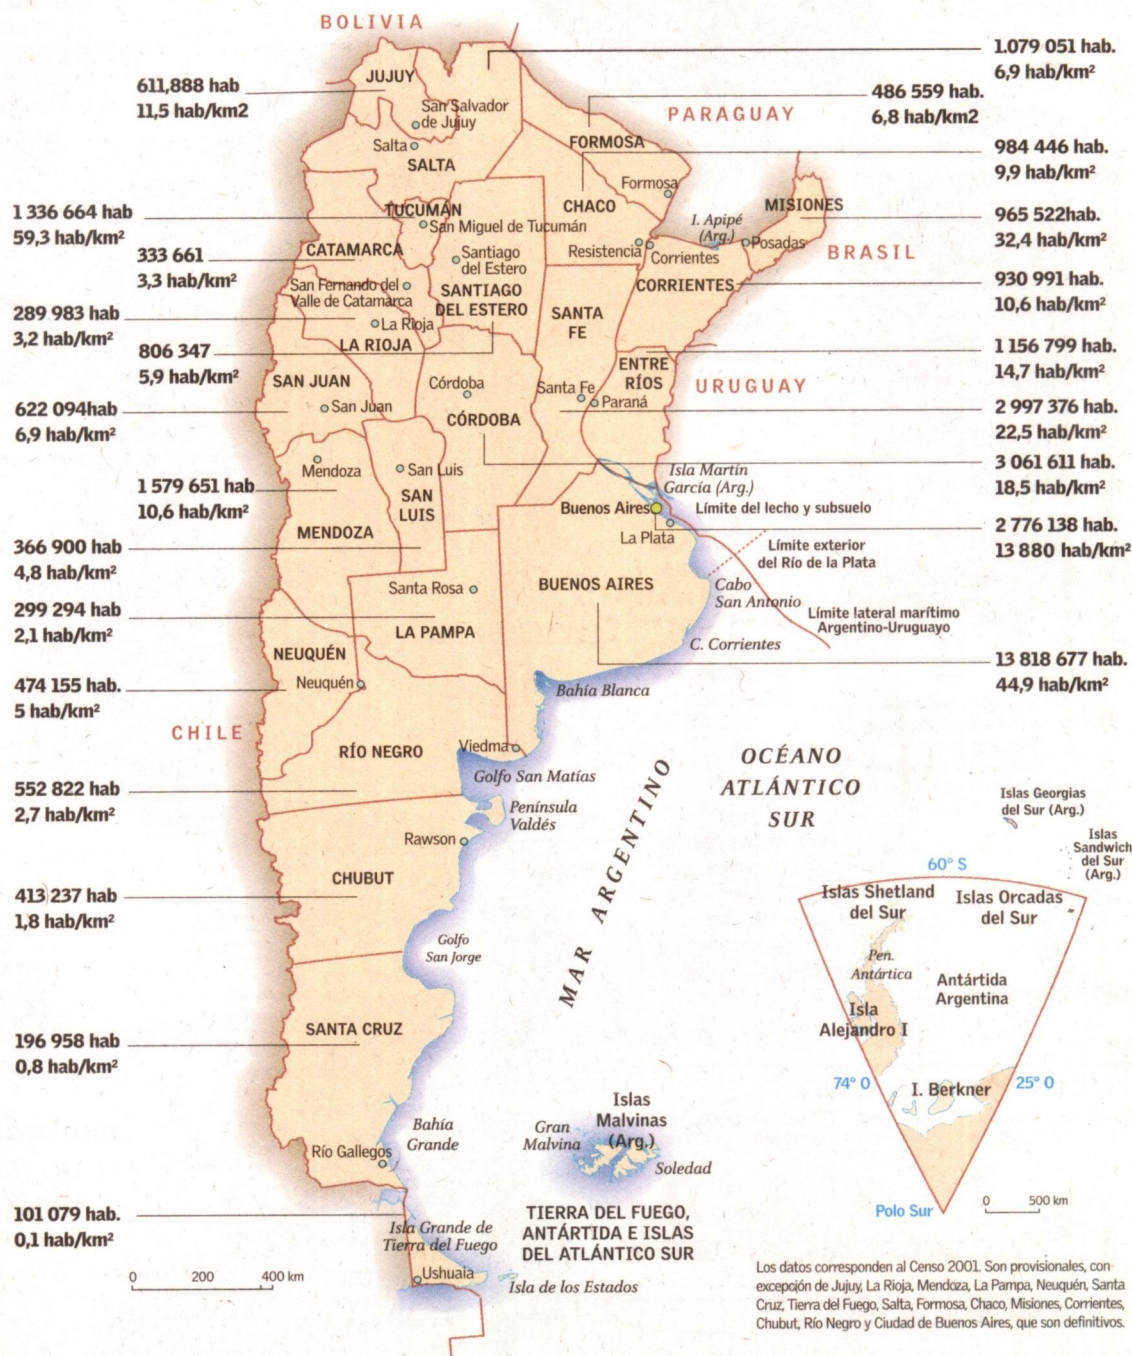 BOLIVIA
1.079 051 hab.
6,9 hab/km²
JUJUY
611,888 hab
11,5 hab/km2
486 559 hab.
6,8 hab/km2
San Salvador
de Jujuy
PARAGUAY
FORMOSA
Salta
984 446 hab.
9,9 hab/km²
SALTA
Formosa
CHACO
MISIONES
1 336 664 hab
59,3 hab/km²
TUCUMÁN
San Miguel de Tucumán
I. Apipé
(Arg.)
965 522hab.
32,4 hab/km²
Resistencia
Corrientes
Posadas
BRASIL
CATAMARCA
333 661
3,3 hab/km²
Santiago
del Estero
San Fernando del
Valle de Catamarca
SANTIAGO
DEL ESTERO
CORRIENTES
930 991 hab.
10,6 hab/km²
289 983 hab
3,2 hab/km²
La Rioja
LA RIOJA
SANTA
FE
806 347
5,9 hab/km²
1 156 799 hab.
14,7 hab/km²
ENTRE
RÍOS
URUGUAY
SAN JUAN
Córdoba
Santa Fe
Paraná
622 094hab
6,9 hab/km²
San Juan
CÓRDOBA
2 997 376 hab.
22,5 hab/km²
Mendoza
San Luis
Isla Martín
García (Arg.)
3 061 611 hab.
18,5 hab/km²
1 579 651 hab
10,6 hab/km²
SAN
LUIS
Buenos Aires
Límite del lecho y subsuelo
MENDOZA
La Plata
2 776 138 hab.
13 880 hab/km²
366 900 hab
4,8 hab/km²
Límite exterior
del Río de la Plata
Santa Rosa
BUENOS AIRES
Cabo
San Antonio
299 294 hab
2,1 hab/km²
Límite lateral marítimo
Argentino-Uruguayo
LA PAMPA
NEUQUÉN
C. Corrientes
13 818 677 hab.
44,9 hab/km²
474 155 hab.
5 hab/km²
Neuquén
Bahía Blanca
CHILE
RÍO NEGRO
Viedma
Golfo San Matías
OCÉANO
ATLÁNTICO
SUR
MAR ARGENTINO
552 822 hab
2,7 hab/km²
Península
Valdés
Islas Georgias
del Sur (Arg.)
Rawson
Islas
Sandwich
del Sur
(Arg.)
CHUBUT
60° S
413 237 hab
1,8 hab/km²
Islas Shetland
del Sur
Islas Orcadas
del Sur
Golfo
San Jorge
Pen.
Antártica
Antártida
Argentina
SANTA CRUZ
Isla
Alejandro I
196 958 hab
0,8 hab/km²
74° O
I. Berkner
25° O
Bahía
Grande
Islas
Malvinas
(Arg.)
Gran
Malvina
Soledad
Río Gallegos
101 079 hab.
0,1 hab/km²
Isla Grande de
Tierra del Fuego
TIERRA DEL FUEGO,
ANTÁRTIDA E ISLAS
DEL ATLÁNTICO SUR
Polo Sur
0 500 km
Ushuaia
Isla de los Estados
0 200 400 km
Los datos corresponden al Censo 2001. Son provisionales, con
excepción de Jujuy, La Rioja, Mendoza, La Pampa, Neuquén, Santa
Cruz, Tierra del Fuego, Salta, Formosa, Chaco, Misiones, Corrientes,
Chubut, Río Negro y Ciudad de Buenos Aires, que son definitivos.